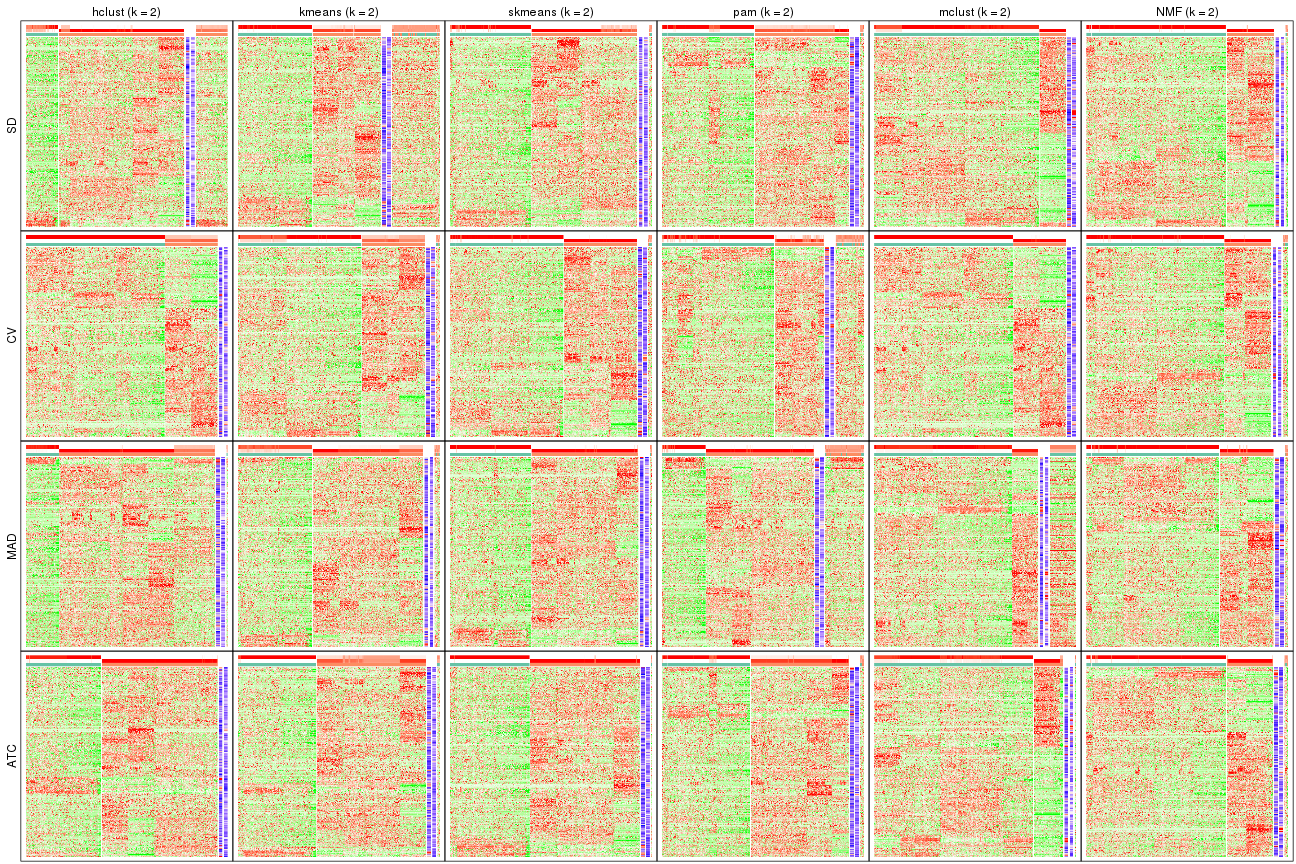 hclust (k = 2) kmeans (k = 2) skmeans (k = 2) pam (k = 2) mclust (k = 2) NMF (k = 2)
SD
CV
MAD
ATC